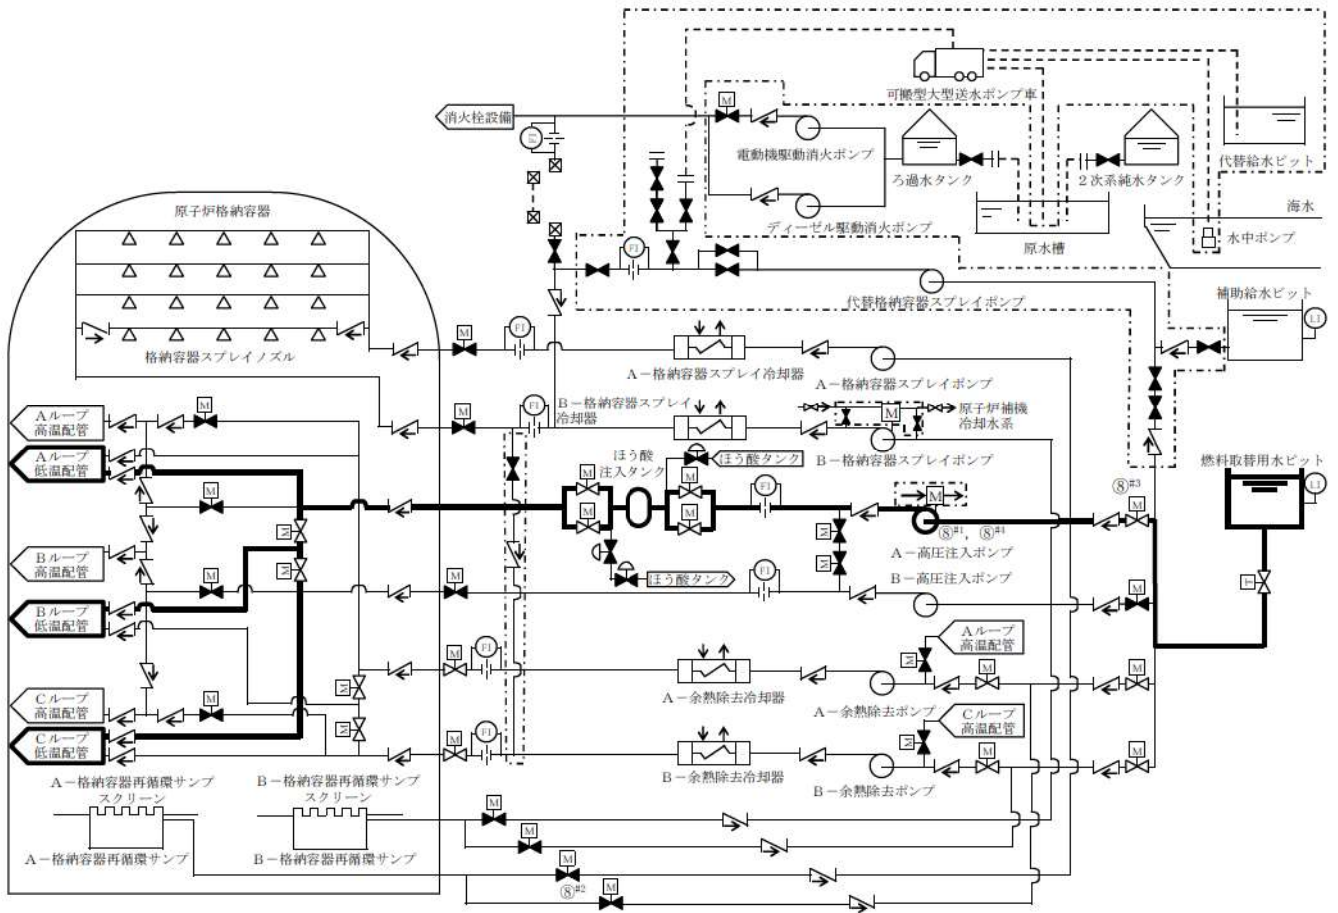 可搬型大型送水ポンプ車
M
消火栓設備
FI
電動機駆動消火ポンプ
ろ過水タンク
2次系純水タンク
代替給水ピット
原子炉格納容器
ディーゼル駆動消火ポンプ
原水槽
海水
水中ポンプ
FI
代替格納容器スプレイポンプ
補助給水ピット
LI
格納容器スプレイノズル
M
FI
A-格納容器スプレイ冷却器
A-格納容器スプレイポンプ
Aループ
高温配管
M
M
FI
B-格納容器スプレイ
冷却器
M
原子炉補機
冷却水系
B-格納容器スプレイポンプ
Aループ
低温配管
ほう酸
注入タンク
ほう酸タンク
燃料取替用水ピット
LI
M
M
M
FI
M
⑧#3
M
M
M
M
M
⑧#1, ⑧#4
A-高圧注入ポンプ
Bループ
高温配管
M
M
M
ほう酸タンク
FI
M
B-高圧注入ポンプ
M
T
Bループ
低温配管
M
FI
Aループ
高温配管
M
M
M
M
A-余熱除去冷却器
A-余熱除去ポンプ
Cループ
高温配管
M
M
M
FI
Cループ
高温配管
M
M
M
Cループ
低温配管
B-余熱除去冷却器
B-余熱除去ポンプ
A-格納容器再循環サンプ
スクリーン
B-格納容器再循環サンプ
スクリーン
M
M
A-格納容器再循環サンプ
B-格納容器再循環サンプ
M
⑧#2
M